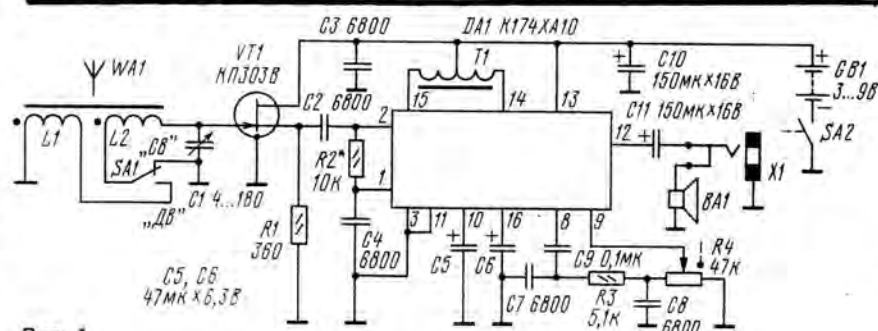 C3 6800
DA1 К174ХА10
WA1
VT1
КП303В
C2
6800
T1
15
14
13
C10
150мк×16В
C11 150мк×16В
GB1
3...9В
SA2
L1
L2
"СВ"
SA1
"ДВ"
C1 4...180
R1
360
R2*
10к
2
1
12
X1
BA1
C4
6800
3
11
10
16
8
9
C5
C6
C9 0,1мк
R4
47к
C7 6800
R3
5,1к
C8
6800
C5, C6
47мк×6,3В